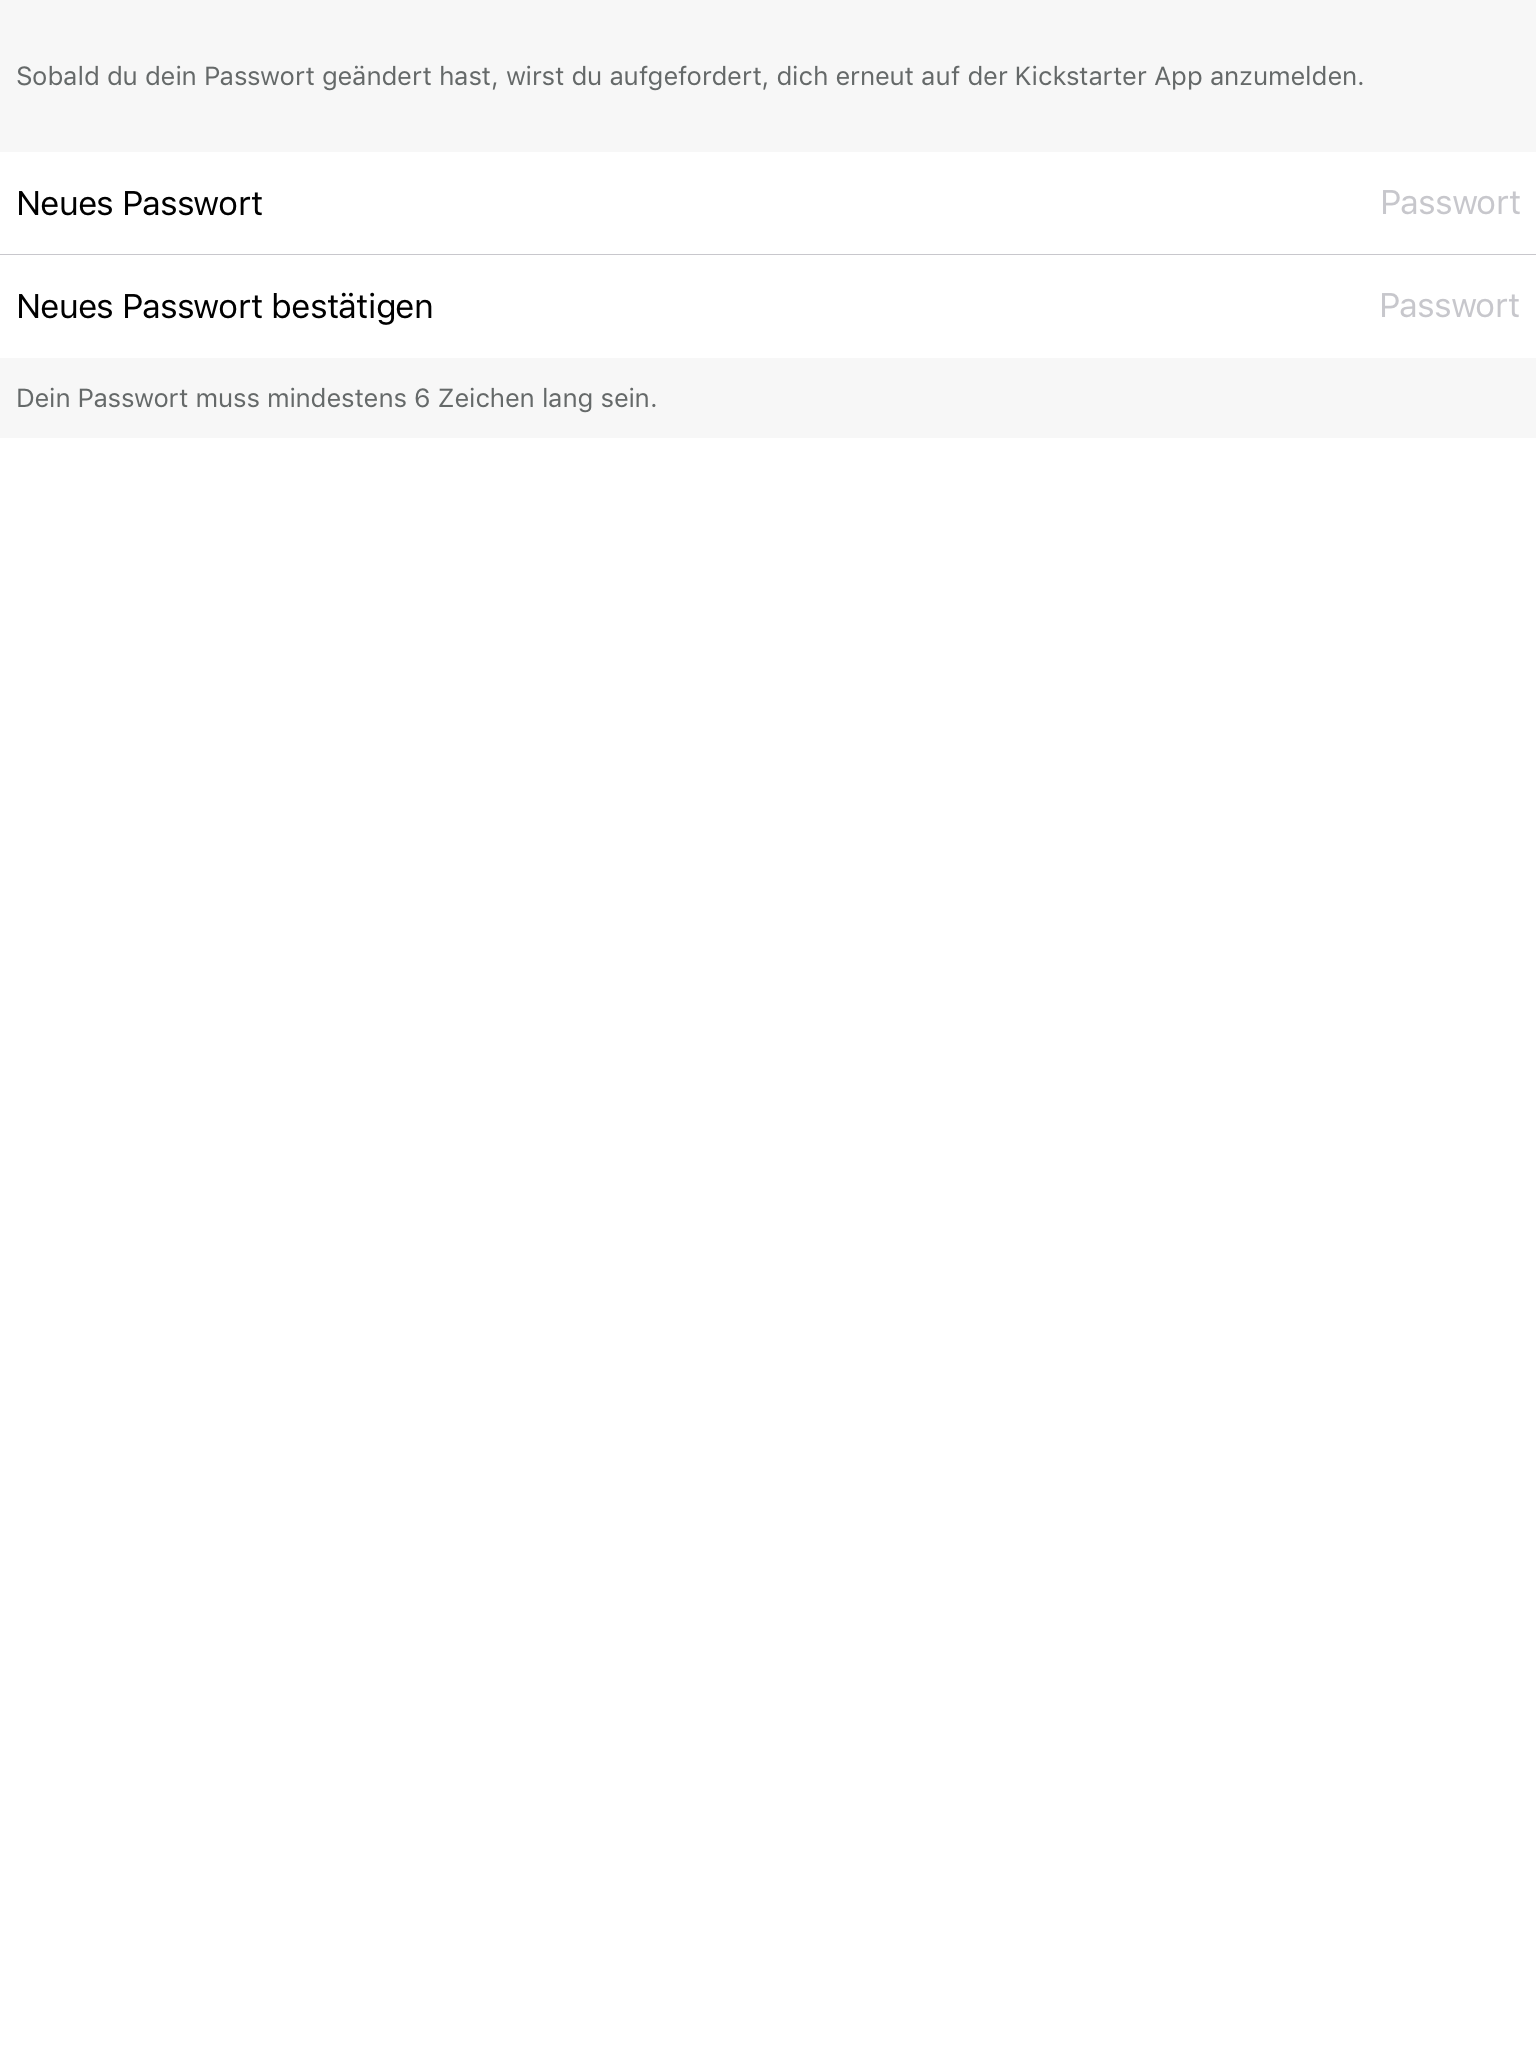 Sobald du dein Passwort geändert hast, wirst du aufgefordert, dich erneut auf der Kickstarter App anzumelden.
Neues Passwort Passwort
Neues Passwort bestätigen Passwort
Dein Passwort muss mindestens 6 Zeichen lang sein.